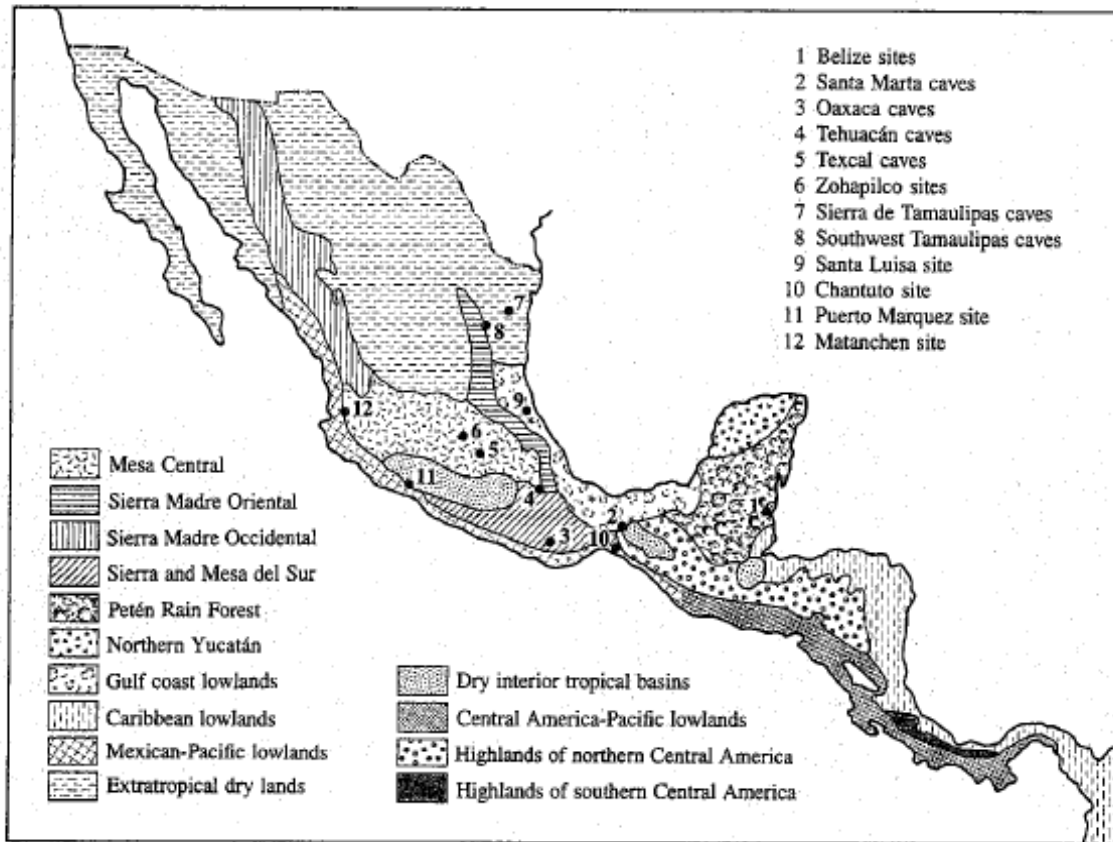 1 Belize sites
2 Santa Marta caves
3 Oaxaca caves
4 Tehuacán caves
5 Texcal caves
6 Zohapilco sites
7 Sierra de Tamaulipas caves
8 Southwest Tamaulipas caves
9 Santa Luisa site
10 Chantuto site
11 Puerto Marquez site
12 Matanchen site
7
8
9
12
6
5
11
4
2
1
3
10
Mesa Central
Sierra Madre Oriental
Sierra Madre Occidental
Sierra and Mesa del Sur
Petén Rain Forest
Northern Yucatán
Gulf coast lowlands
Caribbean lowlands
Mexican-Pacific lowlands
Extratropical dry lands
Dry interior tropical basins
Central America-Pacific lowlands
Highlands of northern Central America
Highlands of southern Central America